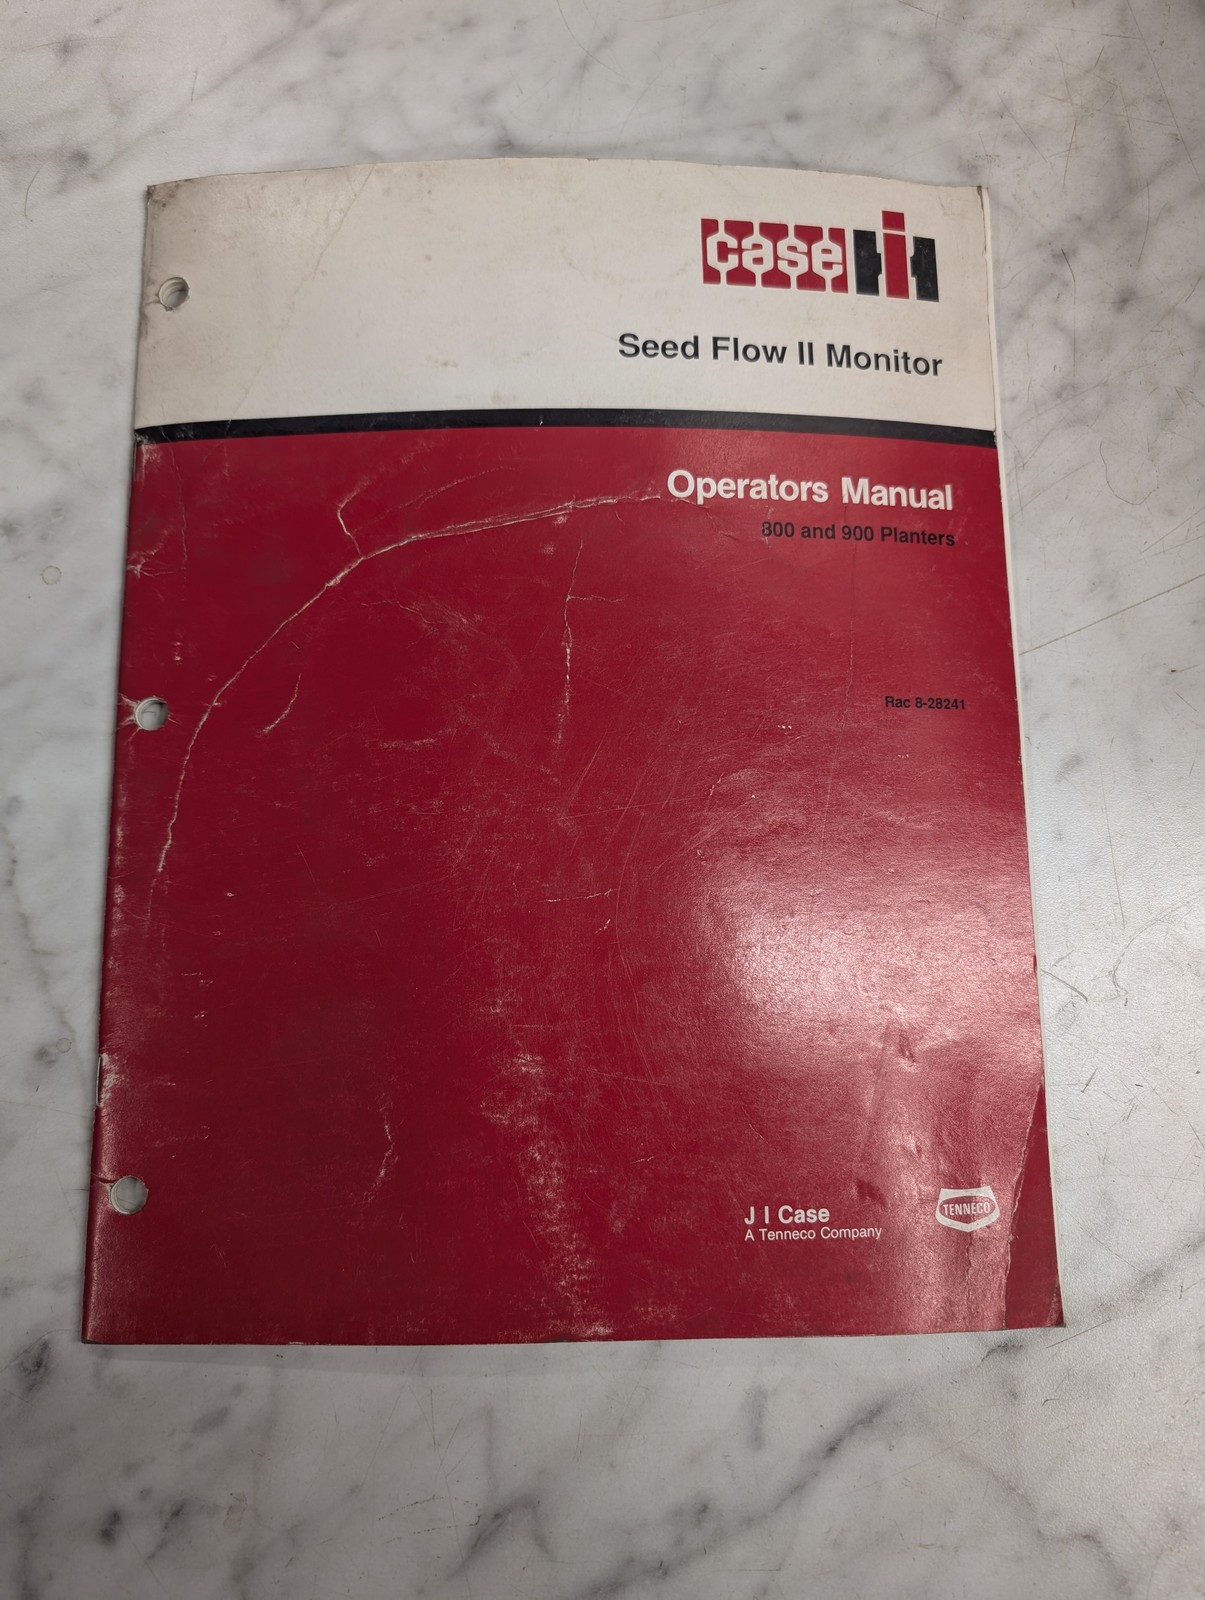 case IH
Seed Flow II Monitor
Operators Manual
800 and 900 Planters
Rac 8-28241
J I Case
A Tenneco Company
TENNECO